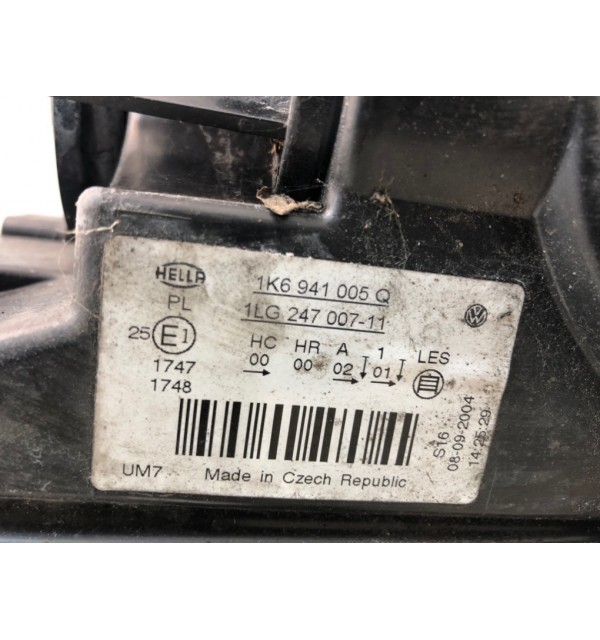 HELLA
1K6 941 005 Q
1LG 247 007-11
PL
25 E1
HC HR A 1 LES
00 00 02 01
1747
1748
S16
08-09-2004
14:25:29
UM7 Made in Czech Republic